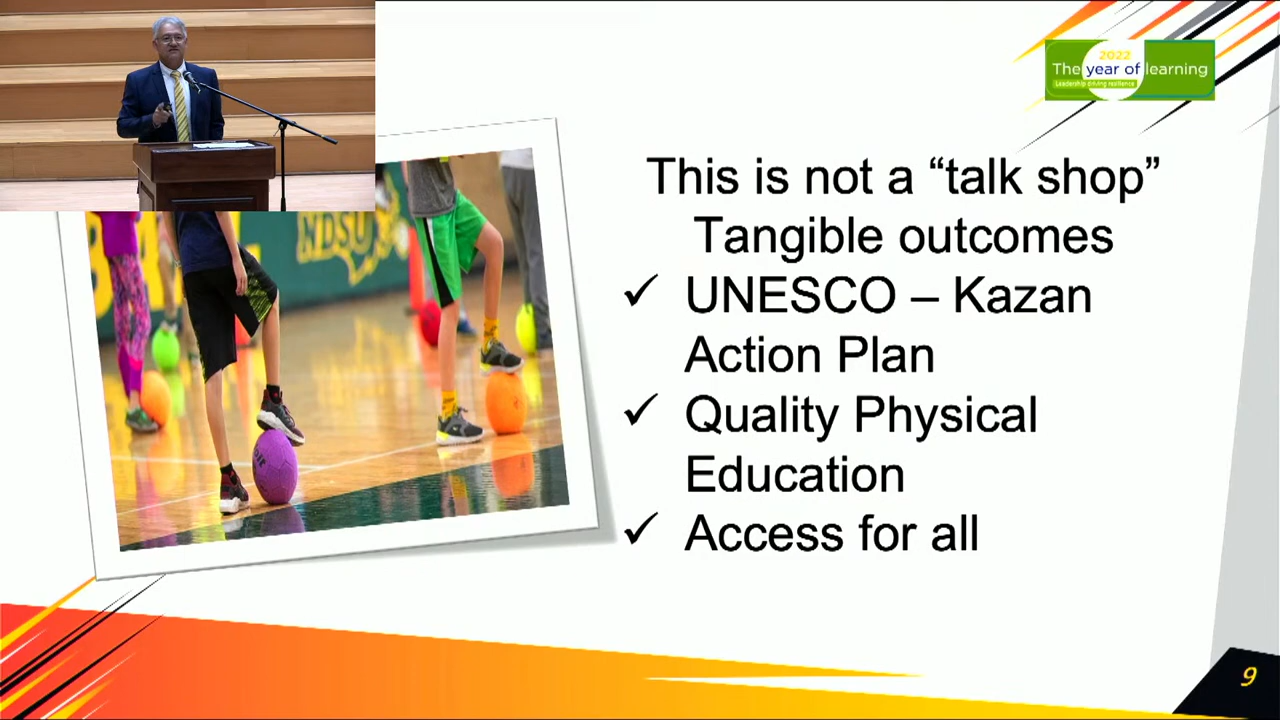 2022
The year of learning
Leadership driving resilience
This is not a “talk shop”
Tangible outcomes
✓ UNESCO – Kazan
Action Plan
✓ Quality Physical
Education
✓ Access for all
NDSU
9